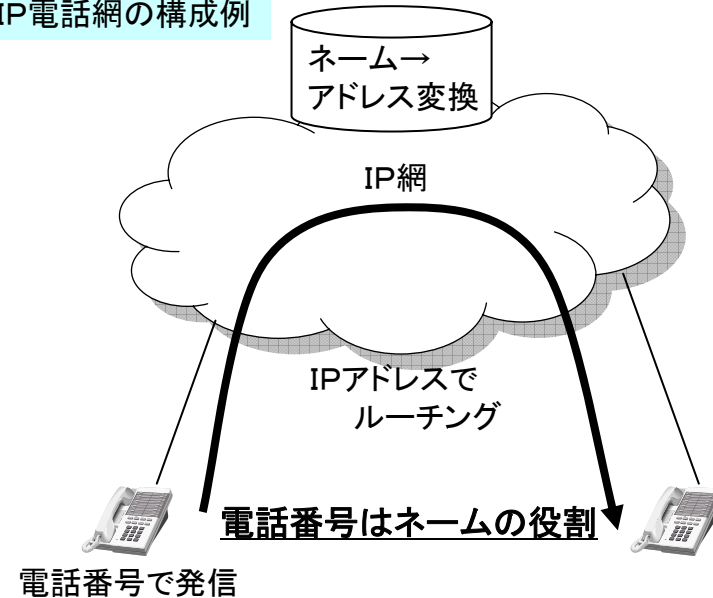 IP電話網の構成例
ネーム→
アドレス変換
IP網
IPアドレスで
ルーチング
電話番号はネームの役割
電話番号で発信